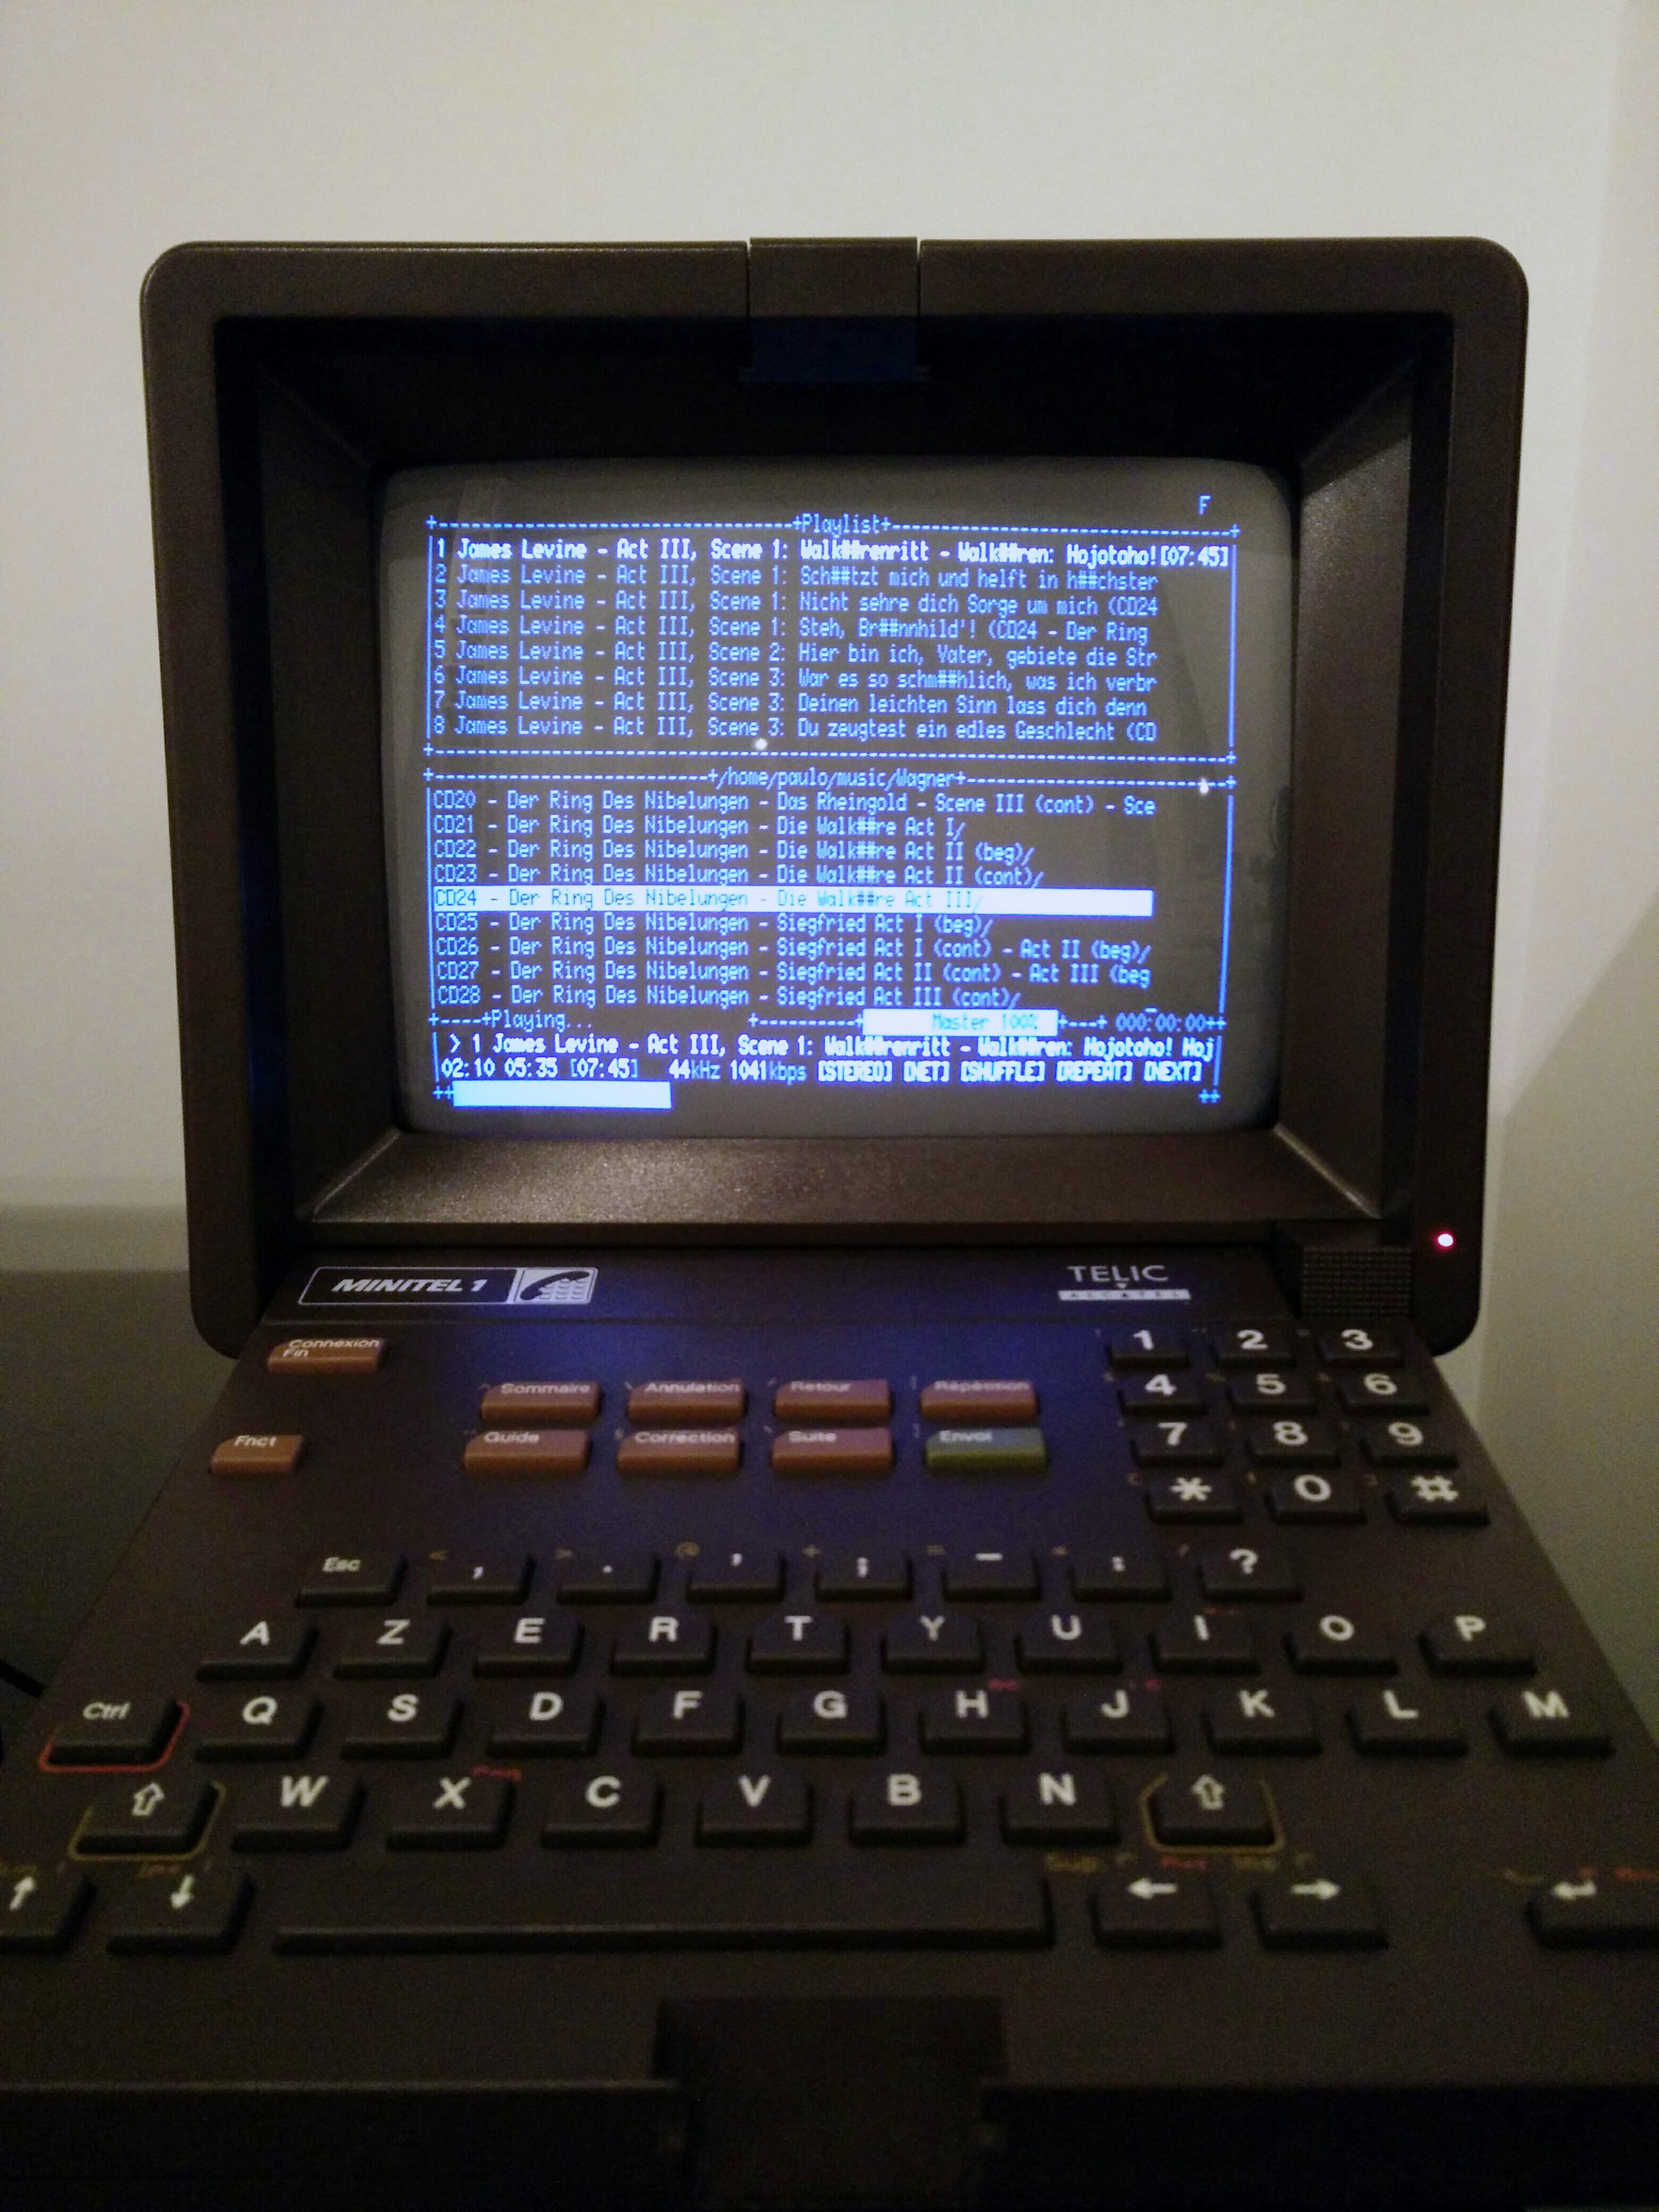 F
+----------------------------------+Playlist+---------------------------------+
|1 James Levine - Act III, Scene 1: Walk##renritt - Walk##ren: Hojotoho![07:45]|
|2 James Levine - Act III, Scene 1: Sch##tzt mich und helft in h##chster
|3 James Levine - Act III, Scene 1: Nicht sehre dich Sorge um mich (CD24
|4 James Levine - Act III, Scene 1: Steh, Br##nnhild'! (CD24 - Der Ring
|5 James Levine - Act III, Scene 2: Hier bin ich, Vater, gebiete die Str
|6 James Levine - Act III, Scene 3: War es so schm##hlich, was ich verbr
|7 James Levine - Act III, Scene 3: Deinen leichten Sinn lass dich denn
|8 James Levine - Act III, Scene 3: Du zeugtest ein edles Geschlecht (CD
+--------------------------+/home/paulo/music/Wagner+-------------------------+
|CD20 - Der Ring Des Nibelungen - Das Rheingold - Scene III (cont) - Sce
|CD21 - Der Ring Des Nibelungen - Die Walk##re Act I/
|CD22 - Der Ring Des Nibelungen - Die Walk##re Act II (beg)/
|CD23 - Der Ring Des Nibelungen - Die Walk##re Act II (cont)/
|CD24 - Der Ring Des Nibelungen - Die Walk##re Act III/
|CD25 - Der Ring Des Nibelungen - Siegfried Act I (beg)/
|CD26 - Der Ring Des Nibelungen - Siegfried Act I (cont) - Act II (beg)/
|CD27 - Der Ring Des Nibelungen - Siegfried Act II (cont) - Act III (beg
|CD28 - Der Ring Des Nibelungen - Siegfried Act III (cont)/
+----+Playing... +----------+ Master 100% +---+ 000:00:00++
| > 1 James Levine - Act III, Scene 1: Walk##renritt - Walk##ren: Hojotoho! Hoj|
|02:10 05:35 [07:45] 44kHz 1041kbps [STEREO] [NET] [SHUFFLE] [REPEAT] [NEXT]|
MINITEL 1
TELIC
ALCATEL
Connexion
Fin
1 2 3
Sommaire Annulation Retour Répétition
4 5 6
Fnct Guide Correction Suite Envoi
7 8 9
* 0 #
Esc , . ' ; - : ?
A Z E R T Y U I O P
Ctrl Q S D F G H J K L M
⇧ W X C V B N ⇧
↑ ↓ ← → ↵